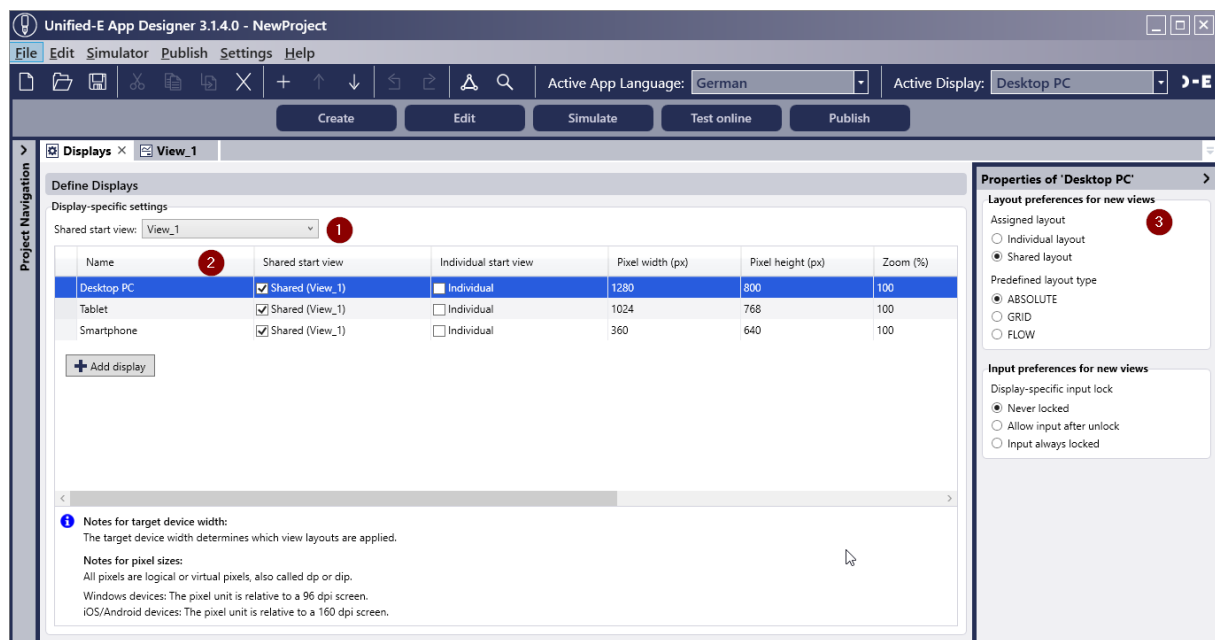 Unified-E App Designer 3.1.4.0 - NewProject
File Edit Simulator Publish Settings Help
Active App Language: German Active Display: Desktop PC
Create Edit Simulate Test online Publish
Project Navigation
Displays View_1
Define Displays
Display-specific settings
Shared start view: View_1 1
Name 2 Shared start view Individual start view Pixel width (px) Pixel height (px) Zoom (%)
Desktop PC Shared (View_1) Individual 1280 800 100
Tablet Shared (View_1) Individual 1024 768 100
Smartphone Shared (View_1) Individual 360 640 100
Add display
Notes for target device width:
The target device width determines which view layouts are applied.
Notes for pixel sizes:
All pixels are logical or virtual pixels, also called dp or dip.
Windows devices: The pixel unit is relative to a 96 dpi screen.
iOS/Android devices: The pixel unit is relative to a 160 dpi screen.
Properties of 'Desktop PC'
Layout preferences for new views
Assigned layout 3
Individual layout
Shared layout
Predefined layout type
ABSOLUTE
GRID
FLOW
Input preferences for new views
Display-specific input lock
Never locked
Allow input after unlock
Input always locked